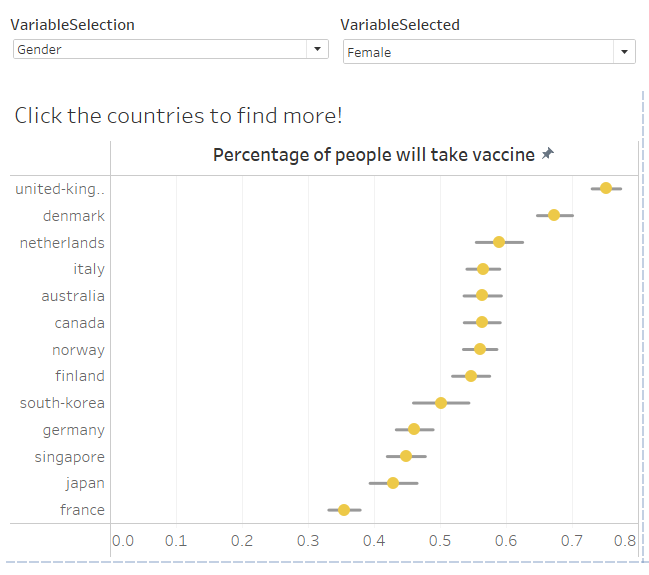 VariableSelection VariableSelected
Gender Female
Click the countries to find more!
Percentage of people will take vaccine
united-king..
denmark
netherlands
italy
australia
canada
norway
finland
south-korea
germany
singapore
japan
france
0.0 0.1 0.2 0.3 0.4 0.5 0.6 0.7 0.8